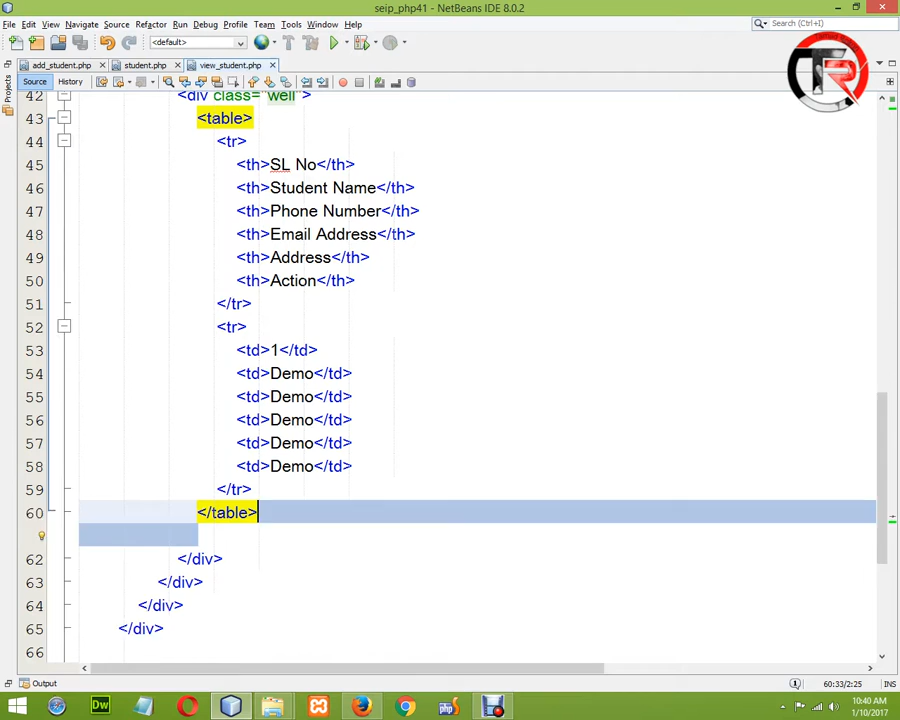 seip_php41 - NetBeans IDE 8.0.2
File Edit View Navigate Source Refactor Run Debug Profile Team Tools Window Help
Search (Ctrl+I)
<default>
add_student.php student.php view_student.php
Source History
Projects
TR
42 <div class="well">
43 <table>
44 <tr>
45 <th>SL No</th>
46 <th>Student Name</th>
47 <th>Phone Number</th>
48 <th>Email Address</th>
49 <th>Address</th>
50 <th>Action</th>
51 </tr>
52 <tr>
53 <td>1</td>
54 <td>Demo</td>
55 <td>Demo</td>
56 <td>Demo</td>
57 <td>Demo</td>
58 <td>Demo</td>
59 </tr>
60 </table>
62 </div>
63 </div>
64 </div>
65 </div>
66
Output
60:33/2:25 INS
Dw
php
10:40 AM
1/10/2017